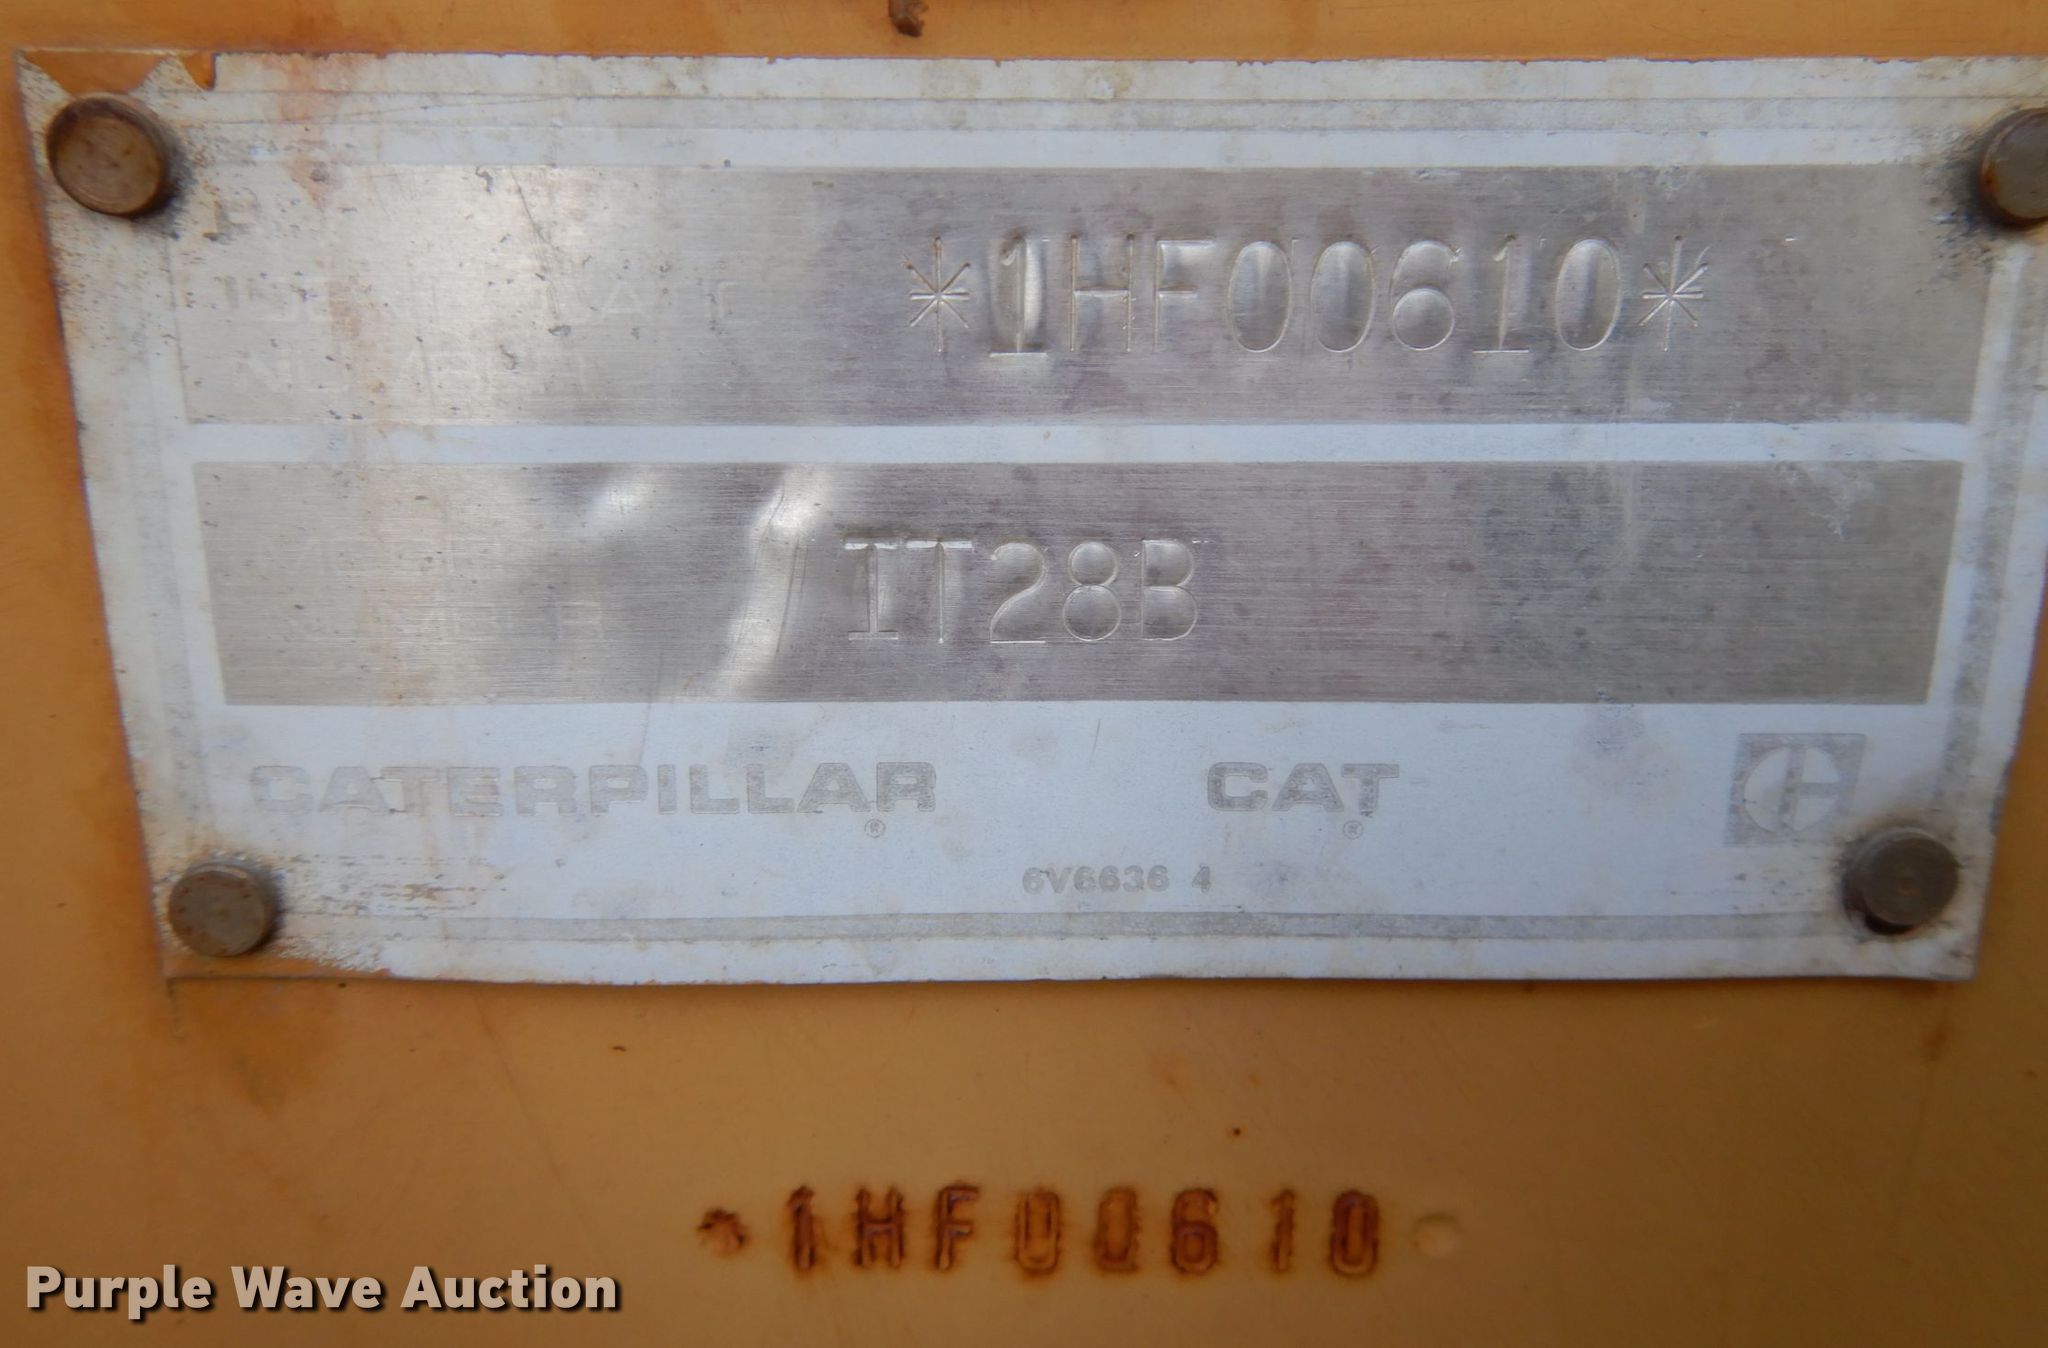 *1HF00610*
IT28B
CATERPILLAR® CAT®
6V6636 4
*1HF00610
Purple Wave Auction